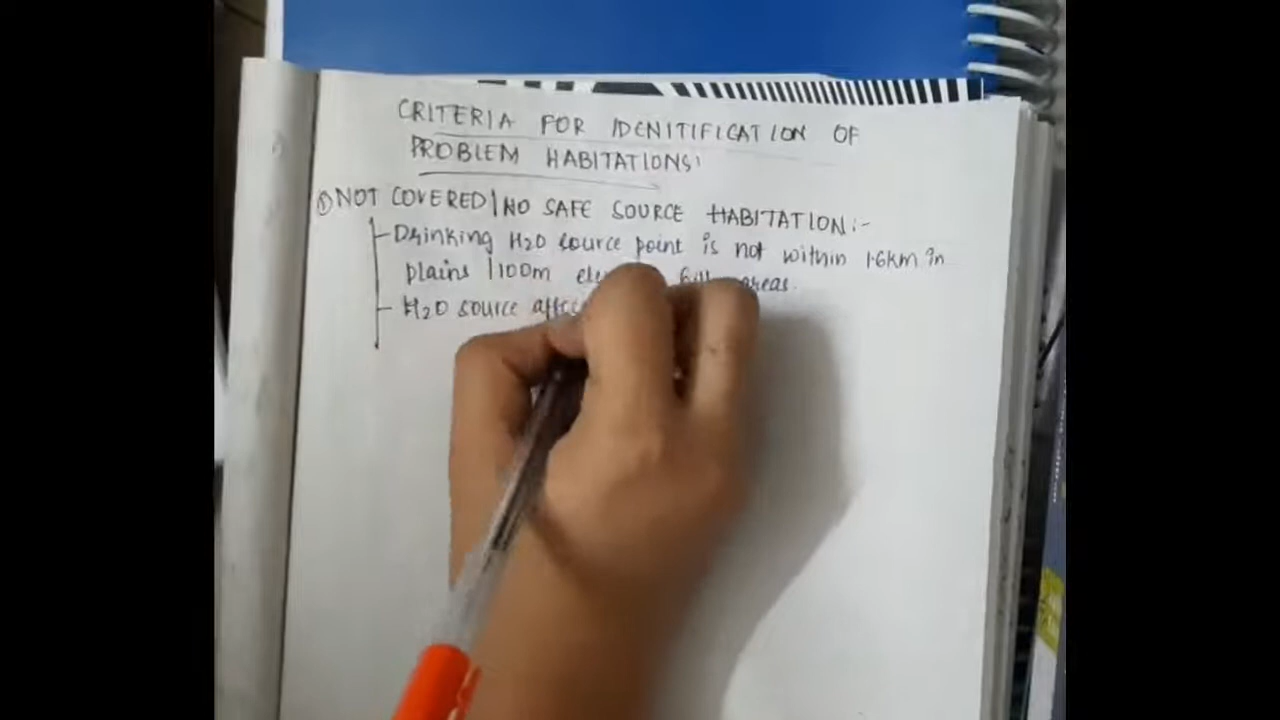 CRITERIA FOR IDENITIFICATION OF
PROBLEM HABITATIONS:
① NOT COVERED|NO SAFE SOURCE HABITATION:-
Drinking H2O source point is not within 1.6km in
plains |100m areas.
H2O source